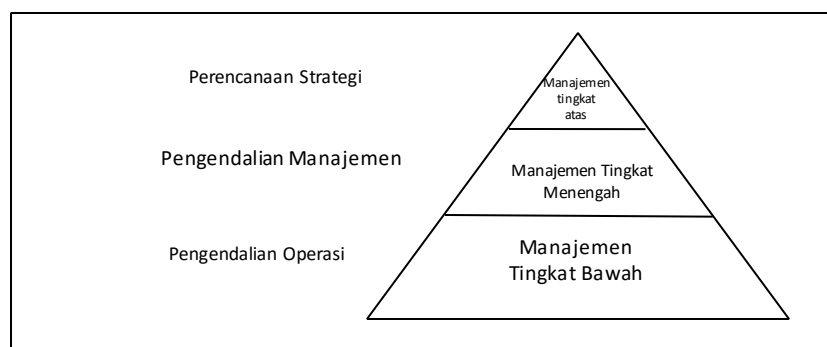 Perencanaan Strategi
Manajemen
tingkat
atas
Pengendalian Manajemen
Manajemen Tingkat
Menengah
Pengendalian Operasi
Manajemen
Tingkat Bawah